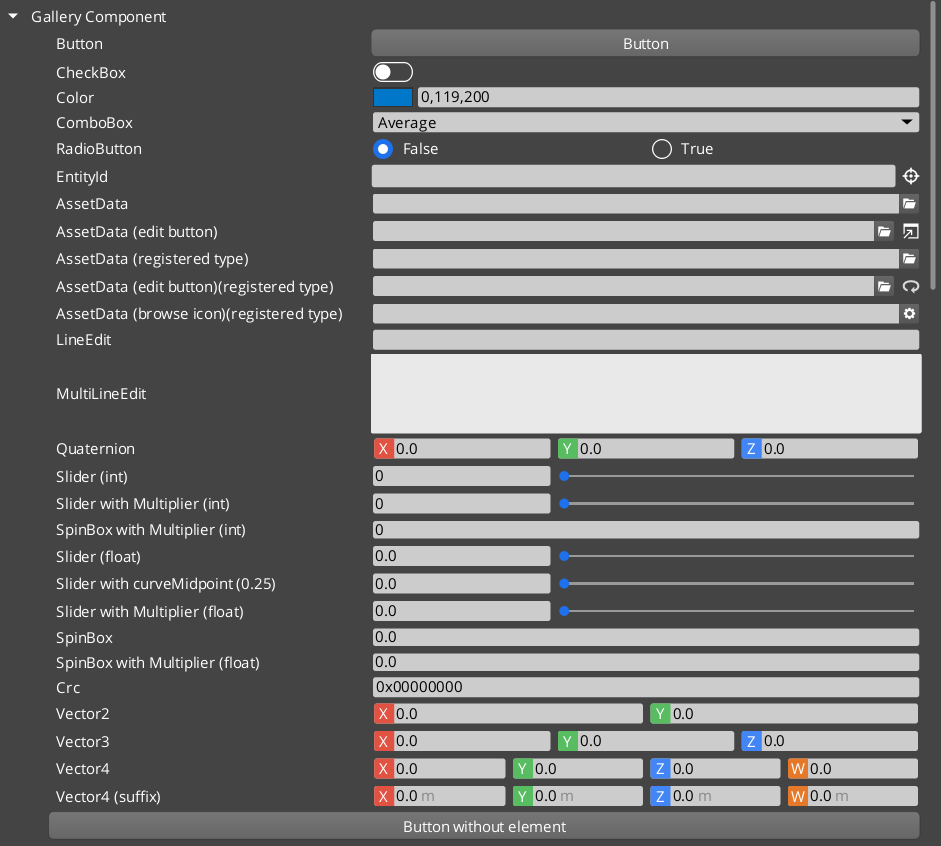 Gallery Component
Button Button
CheckBox
Color 0,119,200
ComboBox Average
RadioButton False True
EntityId
AssetData
AssetData (edit button)
AssetData (registered type)
AssetData (edit button)(registered type)
AssetData (browse icon)(registered type)
LineEdit
MultiLineEdit
Quaternion X 0.0 Y 0.0 Z 0.0
Slider (int) 0
Slider with Multiplier (int) 0
SpinBox with Multiplier (int) 0
Slider (float) 0.0
Slider with curveMidpoint (0.25) 0.0
Slider with Multiplier (float) 0.0
SpinBox 0.0
SpinBox with Multiplier (float) 0.0
Crc 0x00000000
Vector2 X 0.0 Y 0.0
Vector3 X 0.0 Y 0.0 Z 0.0
Vector4 X 0.0 Y 0.0 Z 0.0 W 0.0
Vector4 (suffix) X 0.0 m Y 0.0 m Z 0.0 m W 0.0 m
Button without element